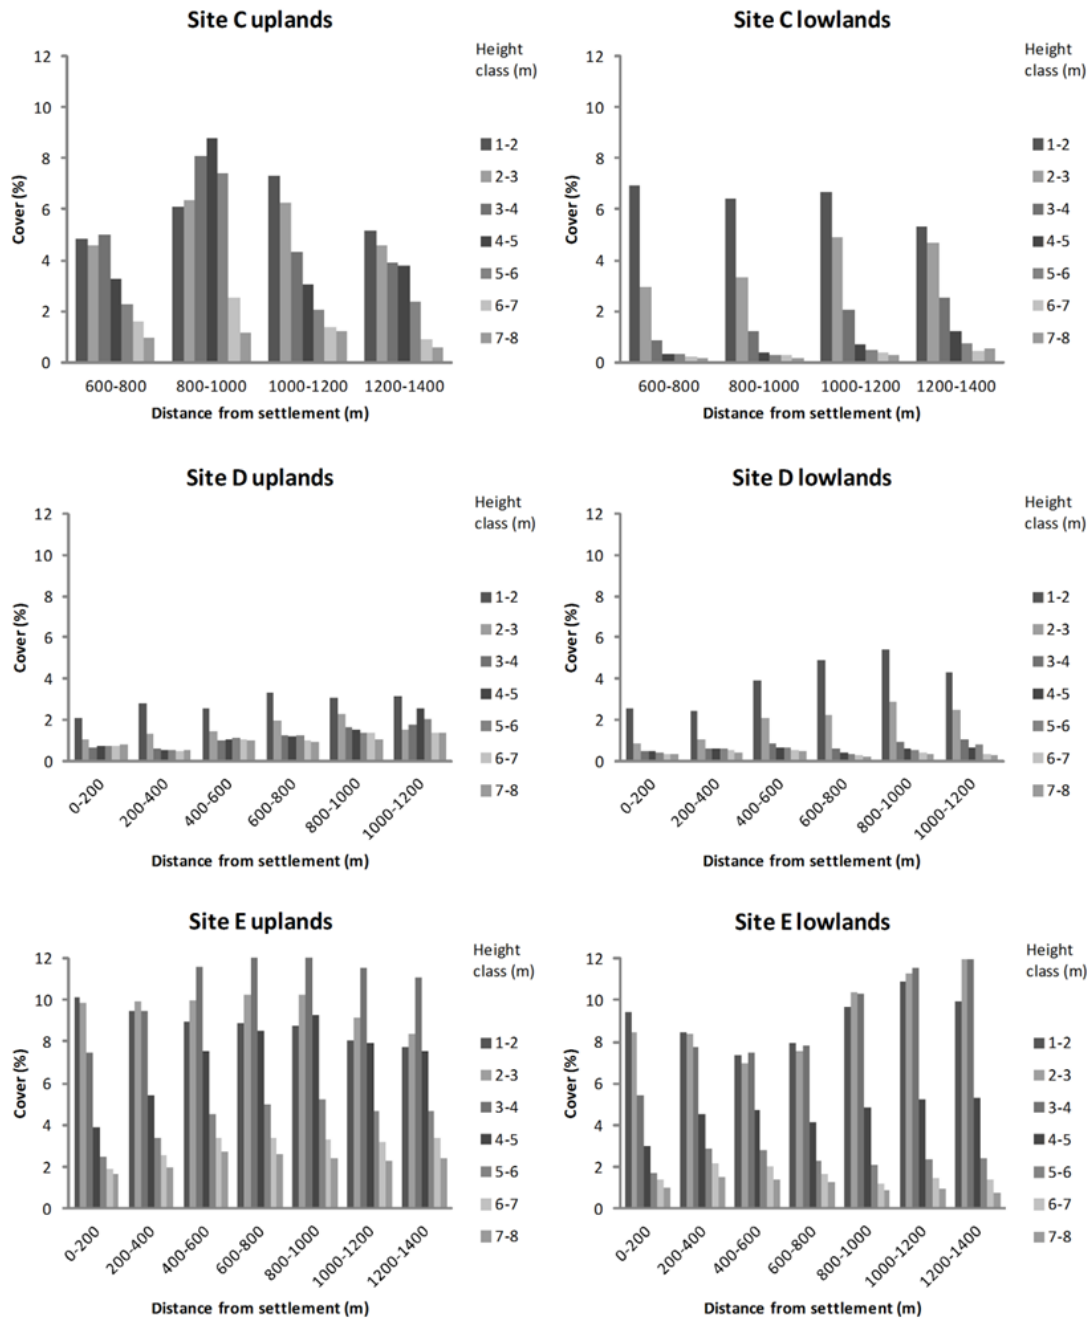 Site C uplands
Height
class (m)
12
10
8
6
4
2
0
Cover (%)
1-2
2-3
3-4
4-5
5-6
6-7
7-8
600-800 800-1000 1000-1200 1200-1400
Distance from settlement (m)
Site C lowlands
Height
class (m)
12
10
8
6
4
2
0
Cover (%)
1-2
2-3
3-4
4-5
5-6
6-7
7-8
600-800 800-1000 1000-1200 1200-1400
Distance from settlement (m)
Site D uplands
Height
class (m)
12
10
8
6
4
2
0
Cover (%)
1-2
2-3
3-4
4-5
5-6
6-7
7-8
0-200 200-400 400-600 600-800 800-1000 1000-1200
Distance from settlement (m)
Site D lowlands
Height
class (m)
12
10
8
6
4
2
0
Cover (%)
1-2
2-3
3-4
4-5
5-6
6-7
7-8
0-200 200-400 400-600 600-800 800-1000 1000-1200
Distance from settlement (m)
Site E uplands
Height
class (m)
12
10
8
6
4
2
0
Cover (%)
1-2
2-3
3-4
4-5
5-6
6-7
7-8
0-200 200-400 400-600 600-800 800-1000 1000-1200 1200-1400
Distance from settlement (m)
Site E lowlands
Height
class (m)
12
10
8
6
4
2
0
Cover (%)
1-2
2-3
3-4
4-5
5-6
6-7
7-8
0-200 200-400 400-600 600-800 800-1000 1000-1200 1200-1400
Distance from settlement (m)